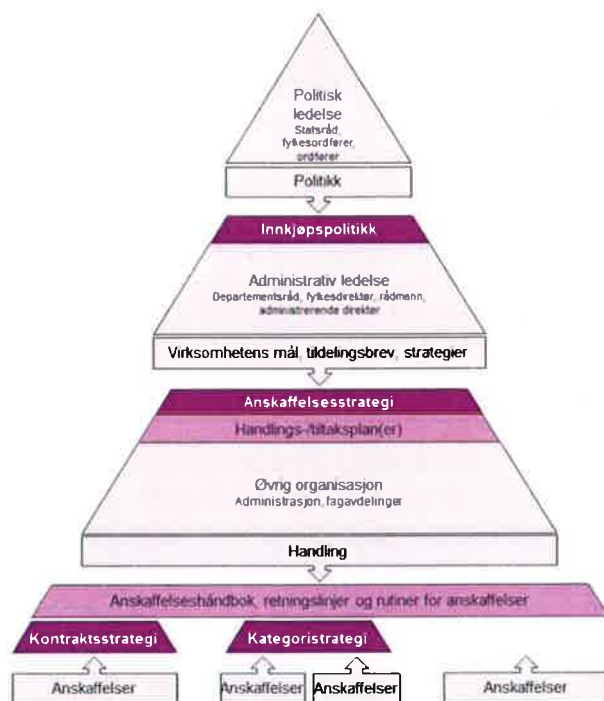 Politisk
ledelse
Statsråd,
fylkesordfører,
ordfører
Politikk
Innkjøpspolitikk
Administrativ ledelse
Departementsråd, fylkesdirektør, rådmann,
administrerende direktør
Virksomhetens mål, tildelingsbrev, strategier
Anskaffelsesstrategi
Handlings-/tiltaksplan(er)
Øvrig organisasjon
Administrasjon, fagavdelinger
Handling
Anskaffelseshåndbok, retningslinjer og rutiner for anskaffelser
Kontraktsstrategi Kategoristrategi
Anskaffelser Anskaffelser Anskaffelser Anskaffelser